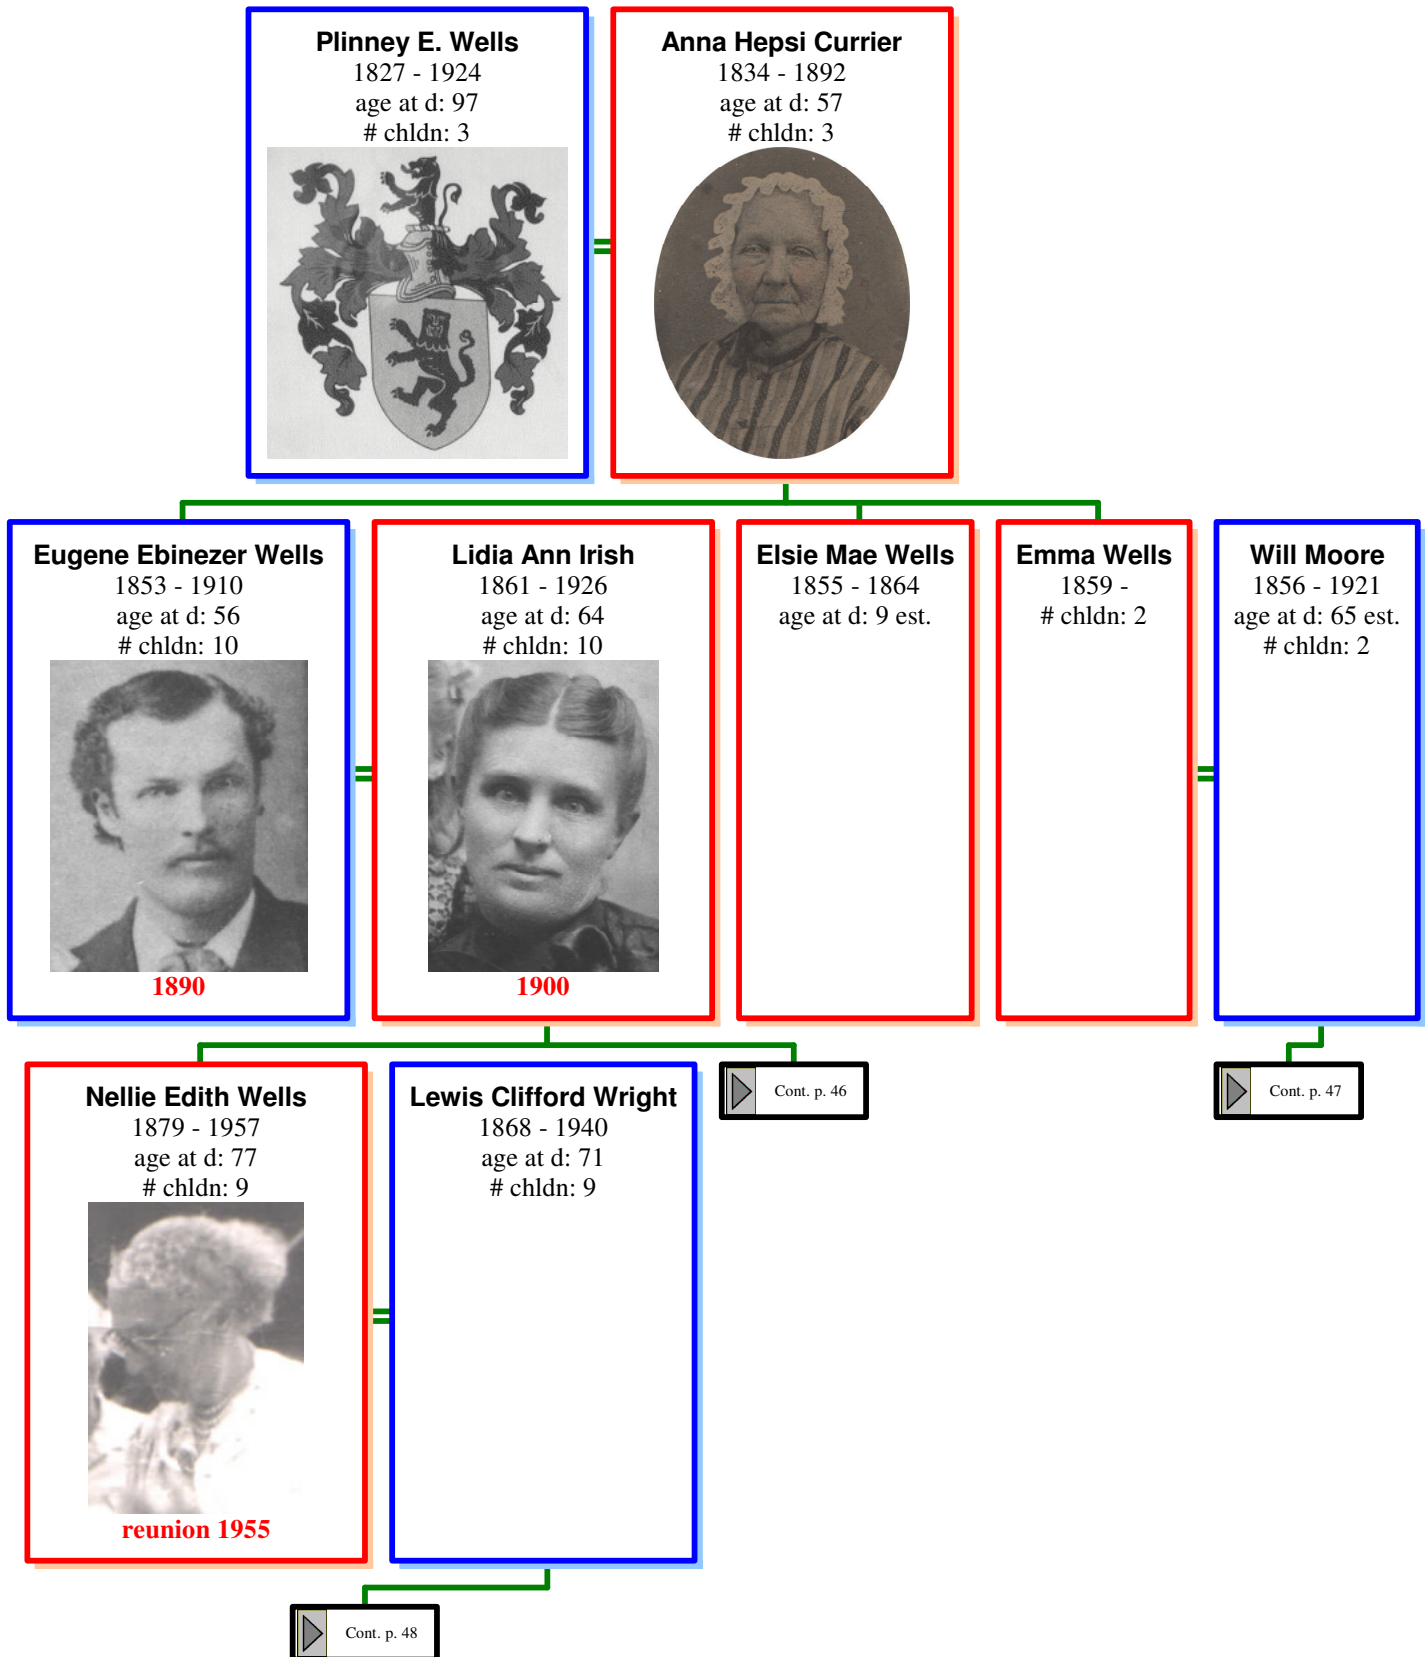 Plinney E. Wells
1827 - 1924
age at d: 97
# chldn: 3
Anna Hepsi Currier
1834 - 1892
age at d: 57
# chldn: 3
Eugene Ebinezer Wells
1853 - 1910
age at d: 56
# chldn: 10
1890
Lidia Ann Irish
1861 - 1926
age at d: 64
# chldn: 10
1900
Elsie Mae Wells
1855 - 1864
age at d: 9 est.
Emma Wells
1859 -
# chldn: 2
Will Moore
1856 - 1921
age at d: 65 est.
# chldn: 2
Nellie Edith Wells
1879 - 1957
age at d: 77
# chldn: 9
reunion 1955
Lewis Clifford Wright
1868 - 1940
age at d: 71
# chldn: 9
Cont. p. 46
Cont. p. 47
Cont. p. 48